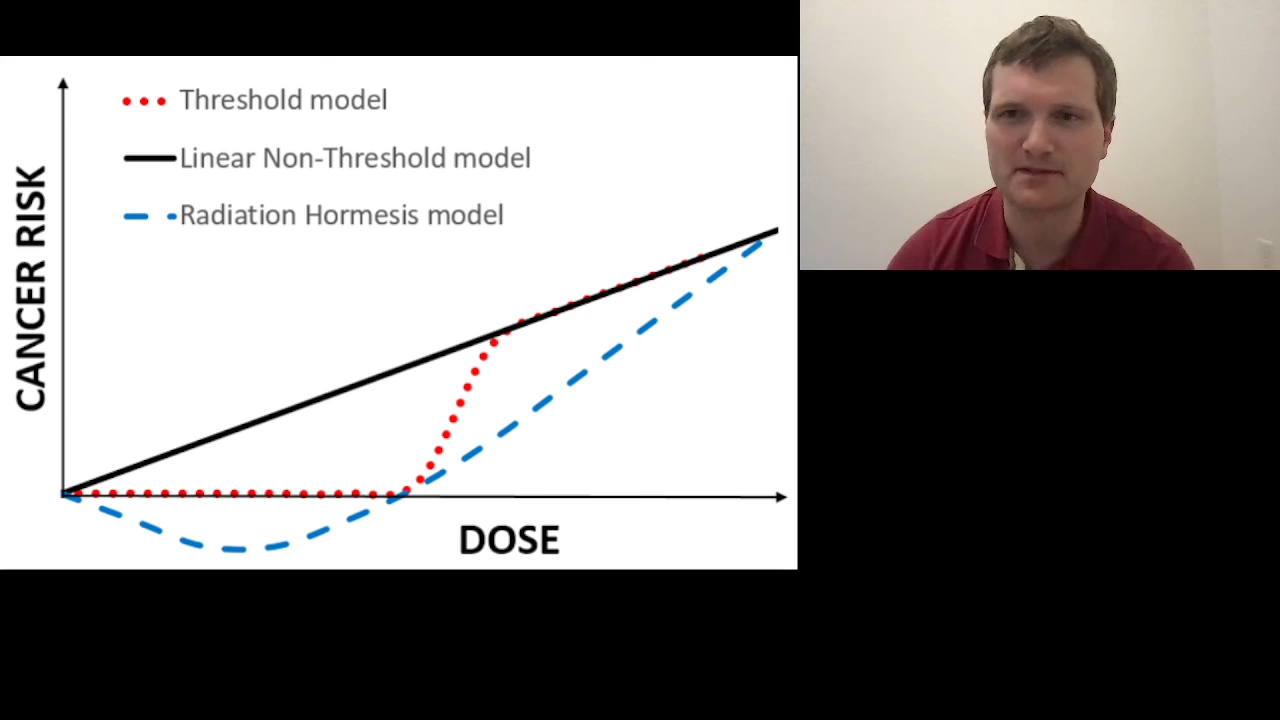 Threshold model
Linear Non-Threshold model
Radiation Hormesis model
CANCER RISK
DOSE